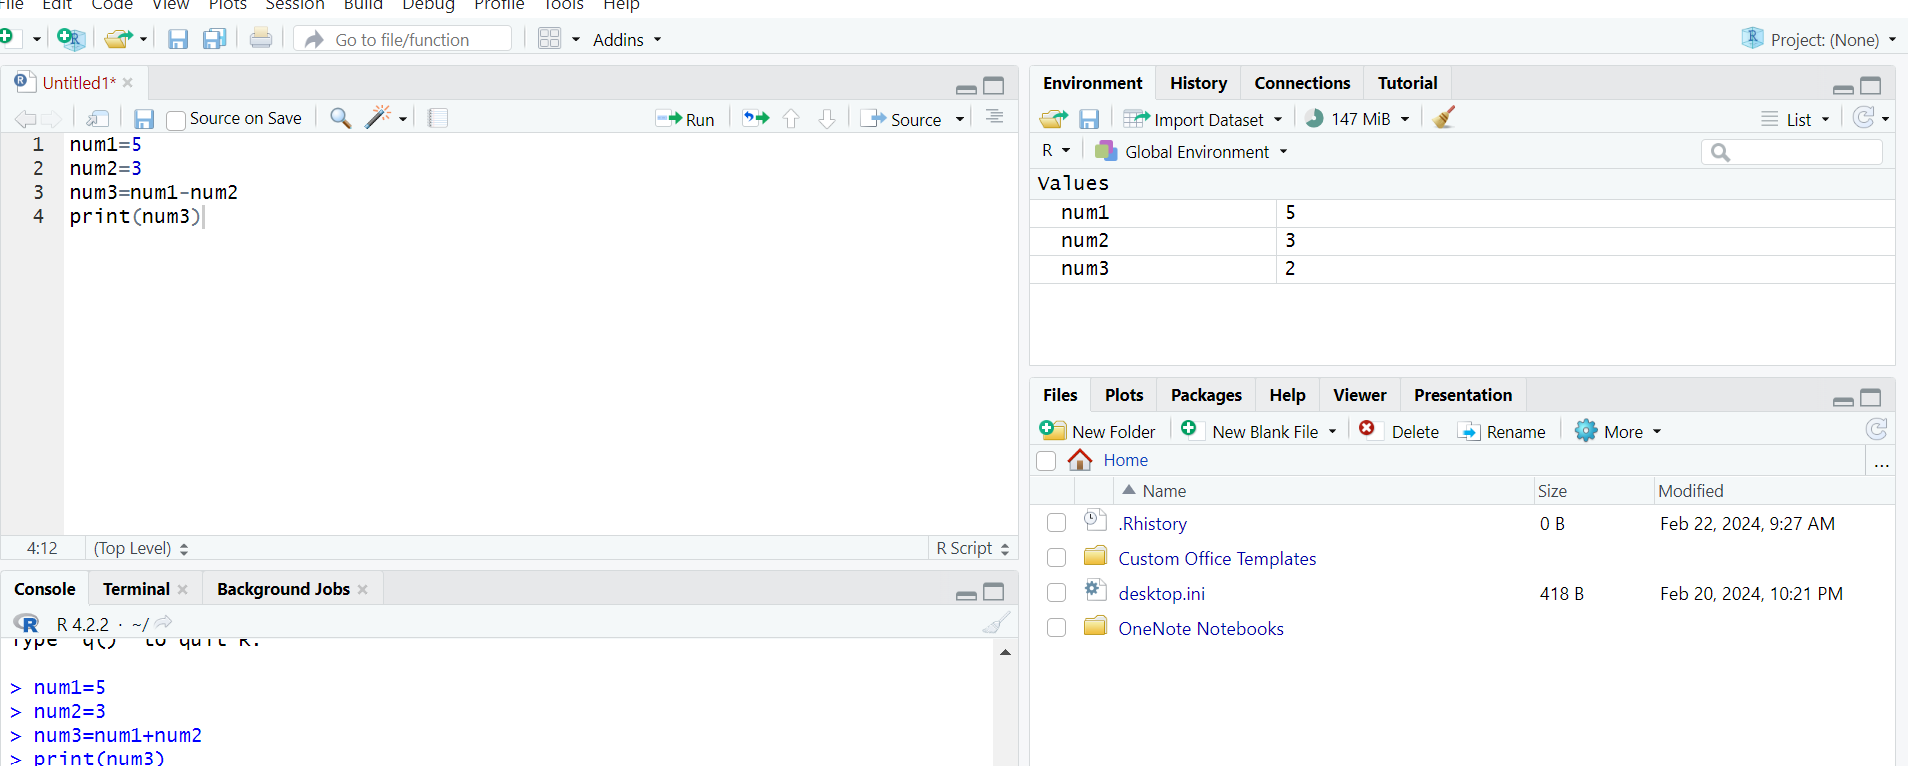 File Edit Code View Plots Session Build Debug Profile Tools Help
Go to file/function Addins Project: (None)
Untitled1*
Source on Save Run Source
1 num1=5
2 num2=3
3 num3=num1-num2
4 print(num3)
4:12 (Top Level) R Script
Console Terminal Background Jobs
R 4.2.2 · ~/
Type 'q()' to quit R.
> num1=5
> num2=3
> num3=num1+num2
> print(num3)
Environment History Connections Tutorial
Import Dataset 147 MiB List
R Global Environment
Values
num1 5
num2 3
num3 2
Files Plots Packages Help Viewer Presentation
New Folder New Blank File Delete Rename More
Home ...
Name Size Modified
.Rhistory 0 B Feb 22, 2024, 9:27 AM
Custom Office Templates
desktop.ini 418 B Feb 20, 2024, 10:21 PM
OneNote Notebooks